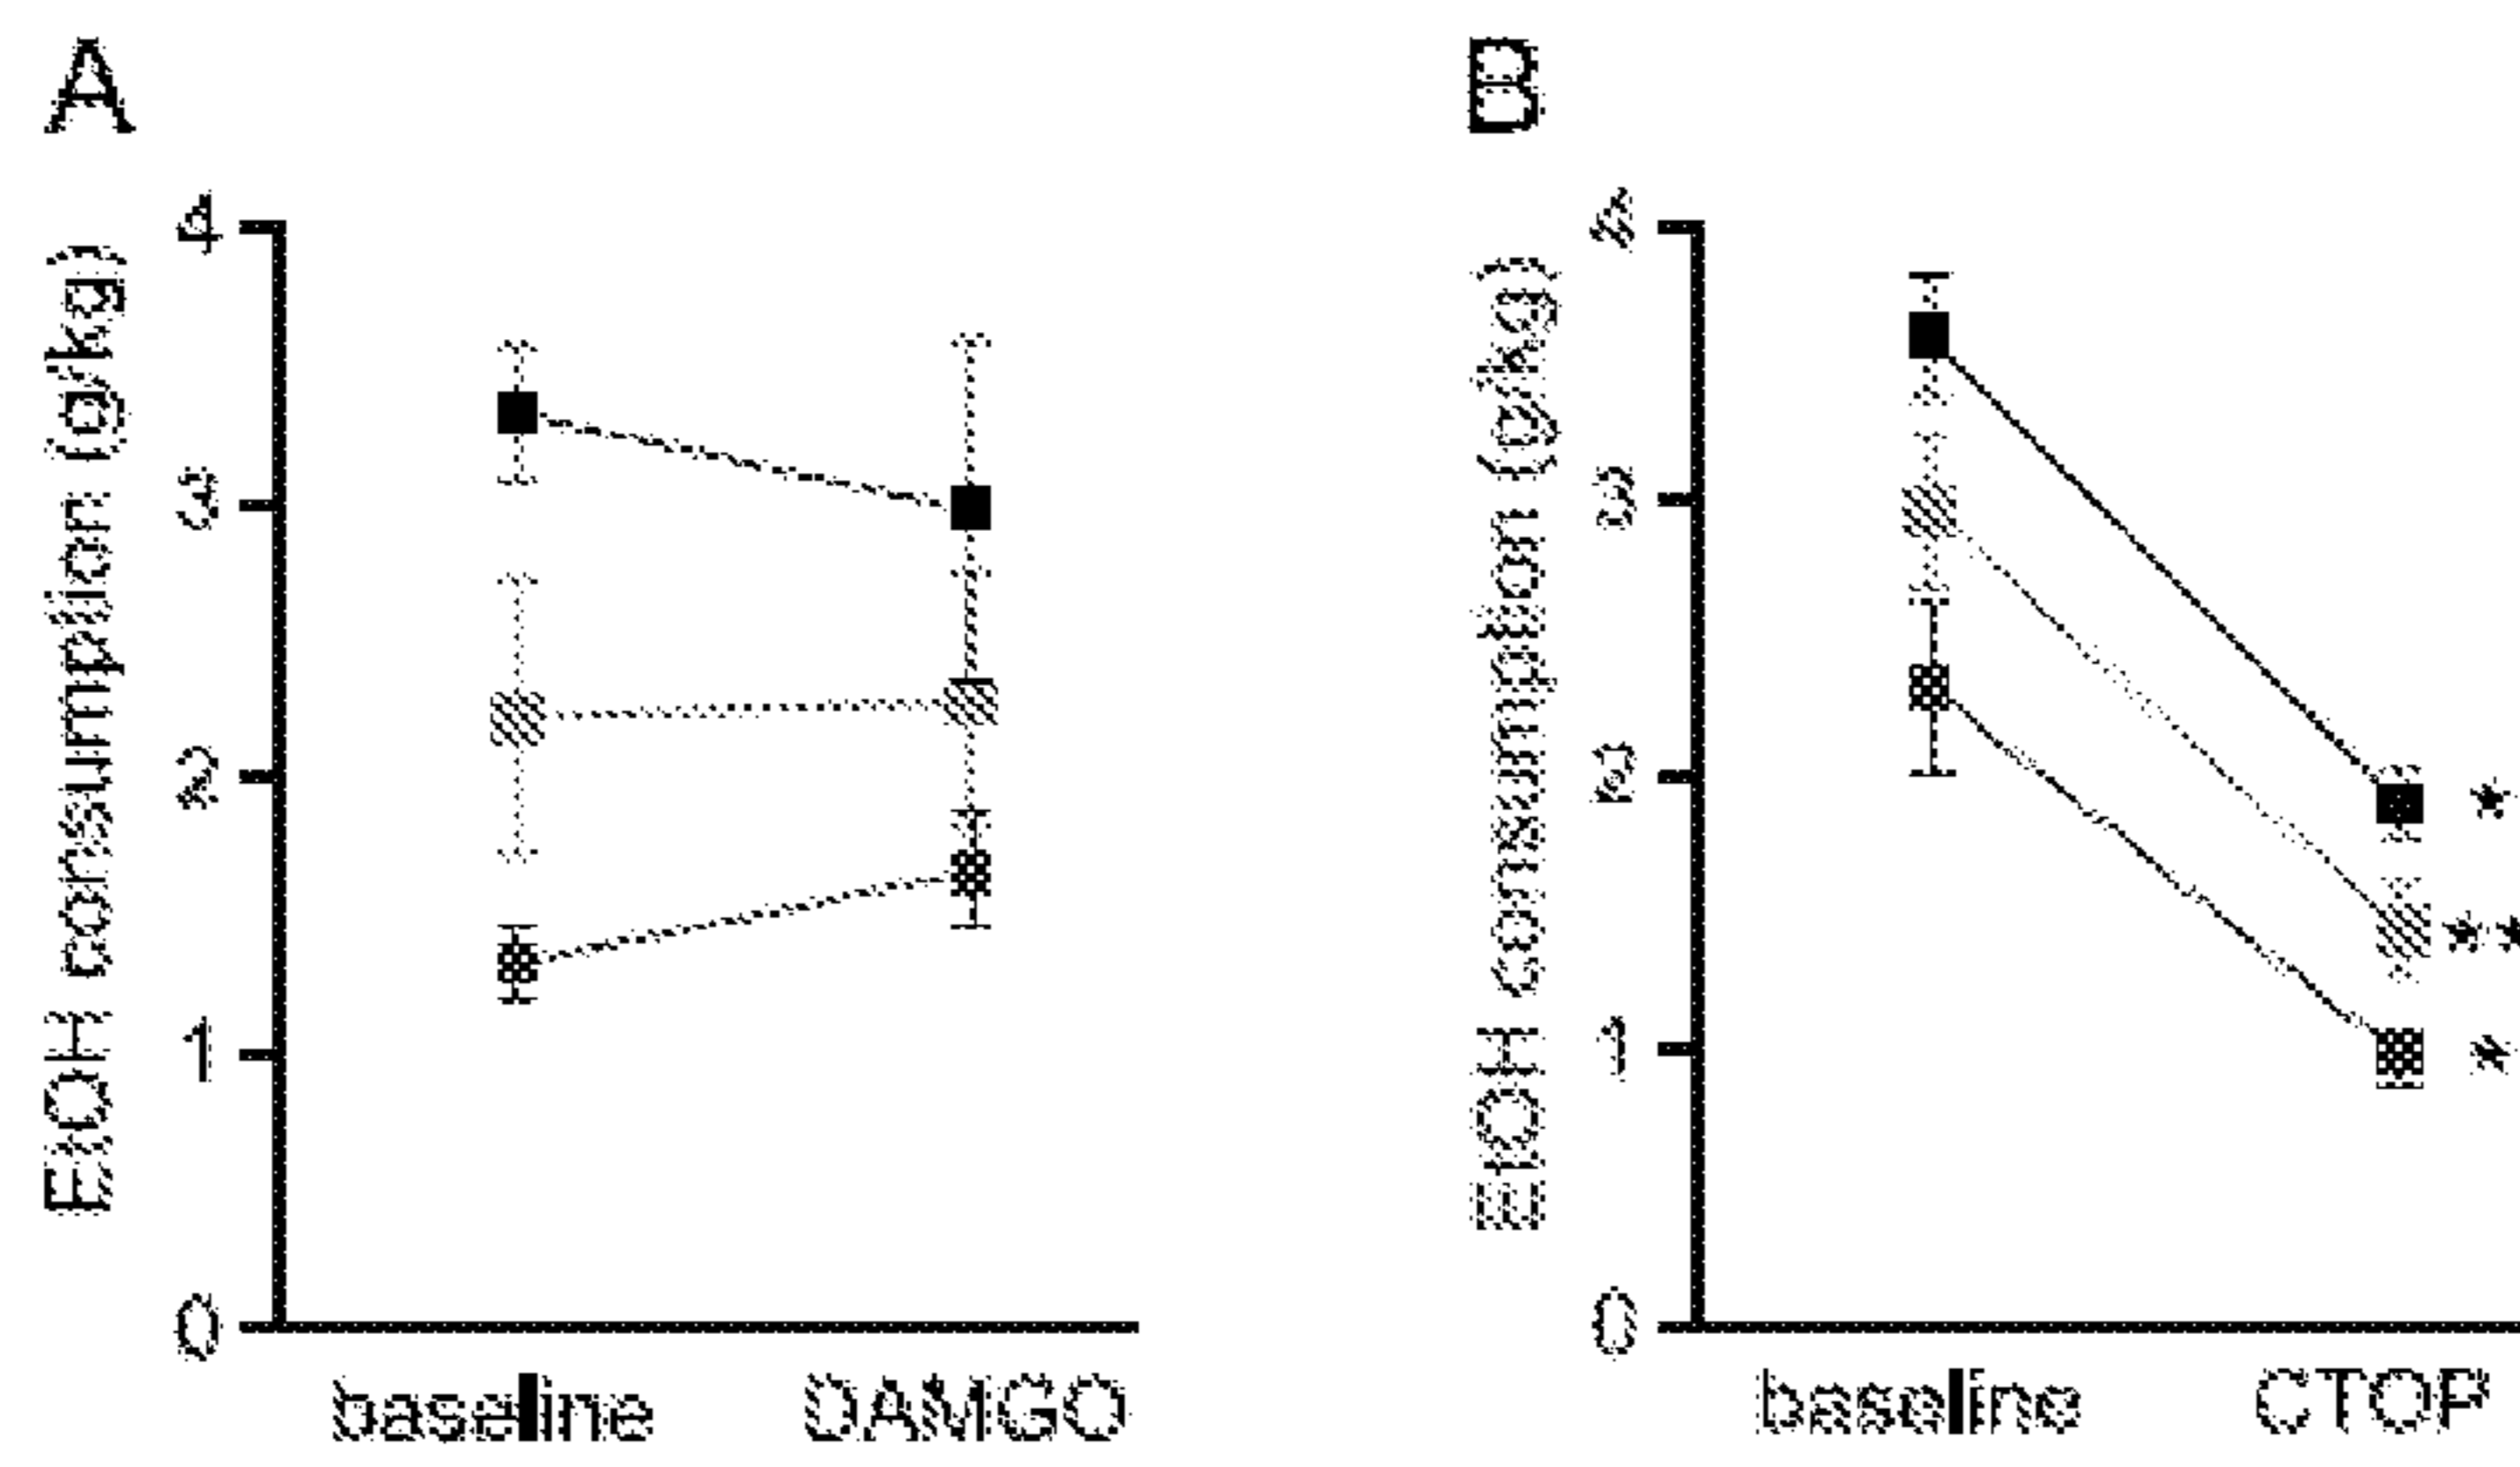 A
B
EtOH consumption (g/kg)
4
3
2
1
0
baseline DAMGO
EtOH consumption (g/kg)
4
3
2
1
0
*
**
*
baseline CTOP